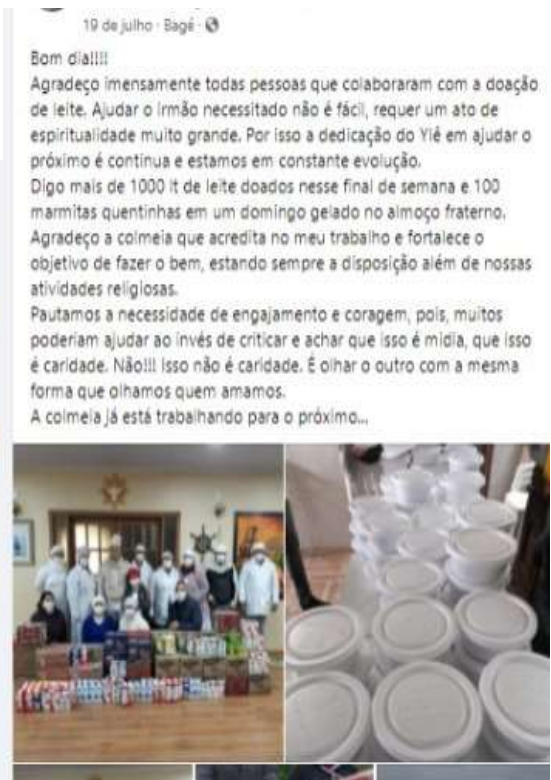 19 de julho · Bagé ·
Bom dia!!!!
Agradeço imensamente todas pessoas que colaboraram com a doação
de leite. Ajudar o irmão necessitado não é fácil, requer um ato de
espiritualidade muito grande. Por isso a dedicação do Ylê em ajudar o
próximo é contínua e estamos em constante evolução.
Digo mais de 1000 lt de leite doados nesse final de semana e 100
marmitas quentinhas em um domingo gelado no almoço fraterno.
Agradeço a colmeia que acredita no meu trabalho e fortalece o
objetivo de fazer o bem, estando sempre a disposição além de nossas
atividades religiosas.
Pautamos a necessidade de engajamento e coragem, pois, muitos
poderiam ajudar ao invés de criticar e achar que isso é mídia, que isso
é caridade. Não!!! Isso não é caridade. É olhar o outro com a mesma
forma que olhamos quem amamos.
A colmeia já está trabalhando para o próximo...